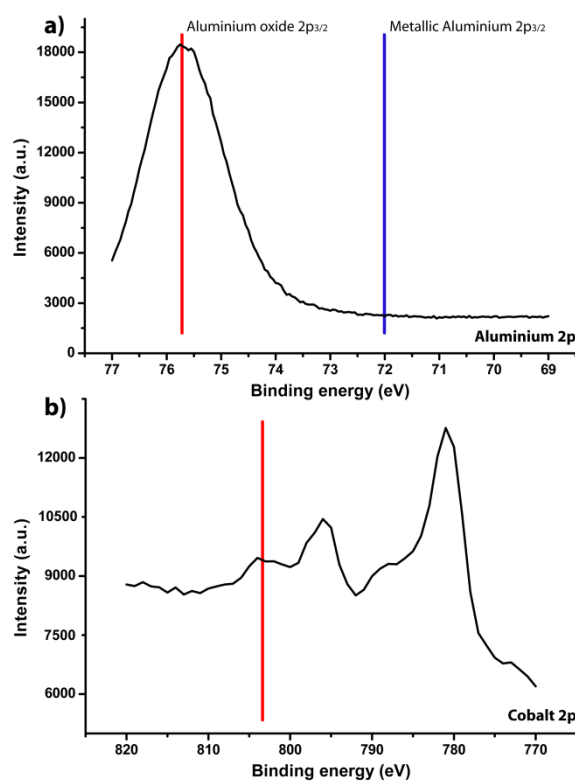 a)
Aluminium oxide 2p3/2
Metallic Aluminium 2p3/2
18000
15000
12000
9000
6000
3000
0
Intensity (a.u.)
77 76 75 74 73 72 71 70 69
Aluminium 2p
Binding energy (eV)
b)
12000
10500
9000
7500
6000
Intensity (a.u.)
820 810 800 790 780 770
Cobalt 2p
Binding energy (eV)